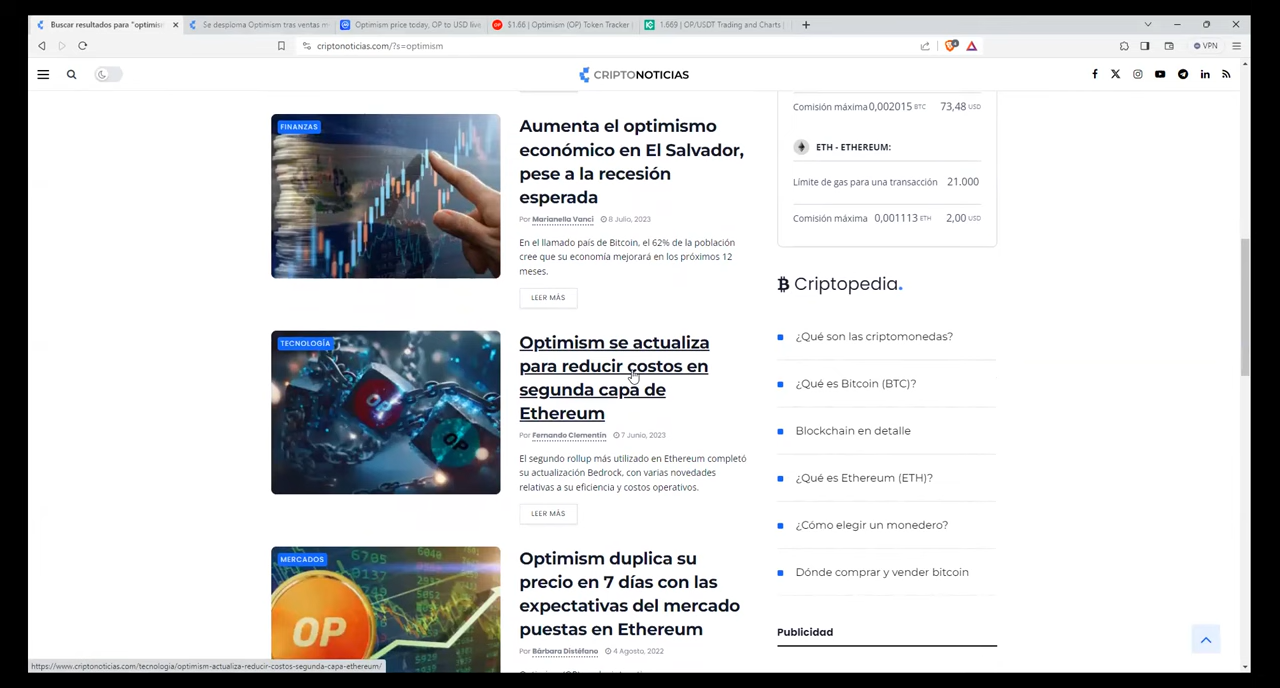 Buscar resultados para "optimis
Se desploma Optimism tras ventas m
Optimism price today, OP to USD live
$1.66 | Optimism (OP) Token Tracker
1.669 | OP/USDT Trading and Charts
criptonoticias.com/?s=optimism
VPN
CRIPTONOTICIAS
FINANZAS
Aumenta el optimismo
económico en El Salvador,
pese a la recesión
esperada
Por Marianella Vanci 8 Julio, 2023
En el llamado país de Bitcoin, el 62% de la población
cree que su economía mejorará en los próximos 12
meses.
LEER MÁS
TECNOLOGÍA
OP
OP
Optimism se actualiza
para reducir costos en
segunda capa de
Ethereum
Por Fernando Clementín 7 Junio, 2023
El segundo rollup más utilizado en Ethereum completó
su actualización Bedrock, con varias novedades
relativas a su eficiencia y costos operativos.
LEER MÁS
MERCADOS
OP
Optimism duplica su
precio en 7 días con las
expectativas del mercado
puestas en Ethereum
Por Bárbara Distéfano 4 Agosto, 2022
Comisión máxima 0,002015 BTC 73,48 USD
ETH - ETHEREUM:
Límite de gas para una transacción 21.000
Comisión máxima 0,001113 ETH 2,00 USD
Criptopedia.
¿Qué son las criptomonedas?
¿Qué es Bitcoin (BTC)?
Blockchain en detalle
¿Qué es Ethereum (ETH)?
¿Cómo elegir un monedero?
Dónde comprar y vender bitcoin
Publicidad
https://www.criptonoticias.com/tecnologia/optimism-actualiza-reducir-costos-segunda-capa-ethereum/